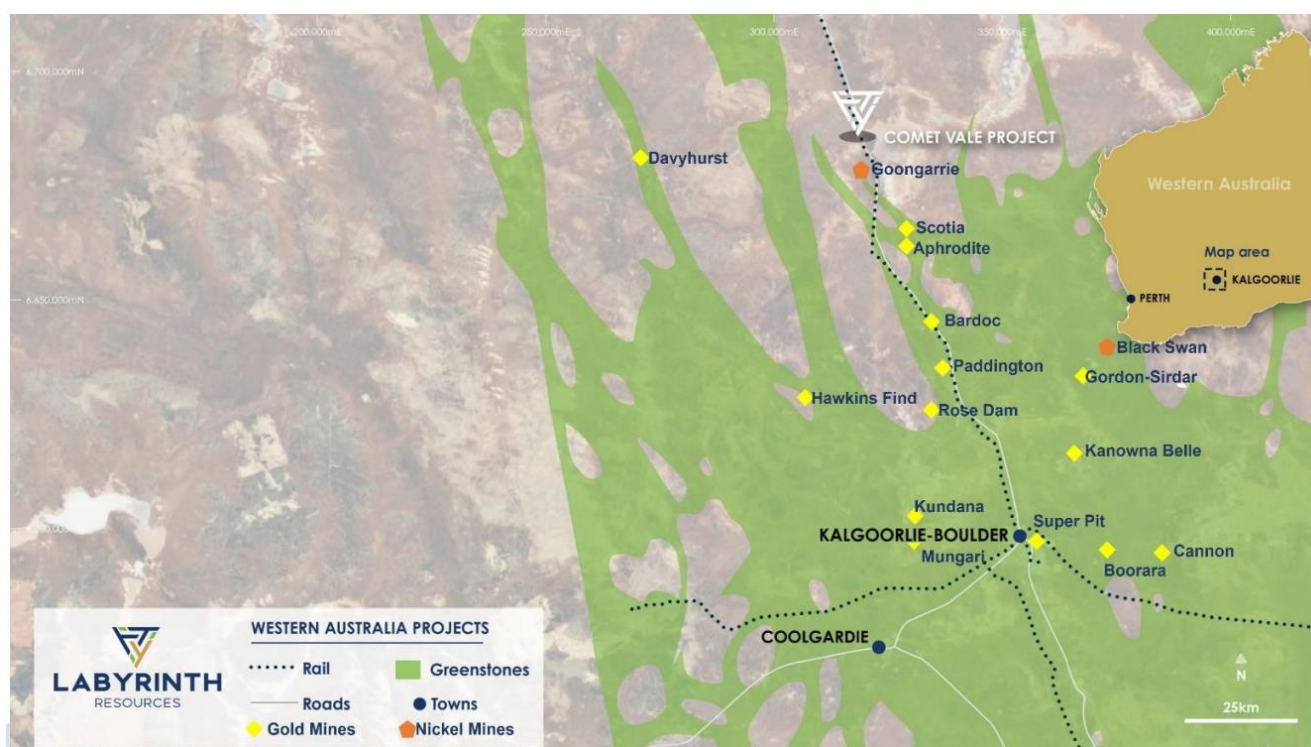 200,000mE
250,000mE
300,000mE
350,000mE
400,000mE
6,700,000mN
6,650,000mN
COMET VALE PROJECT
Davyhurst
Goongarrie
Scotia
Aphrodite
Bardoc
Paddington
Hawkins Find
Rose Dam
Black Swan
Gordon-Sirdar
Kanowna Belle
Kundana
KALGOORLIE-BOULDER
Super Pit
Mungari
Boorara
Cannon
COOLGARDIE
Western Australia
Map area
KALGOORLIE
PERTH
LABYRINTH
RESOURCES
WESTERN AUSTRALIA PROJECTS
Rail
Greenstones
Roads
Towns
Gold Mines
Nickel Mines
N
25km